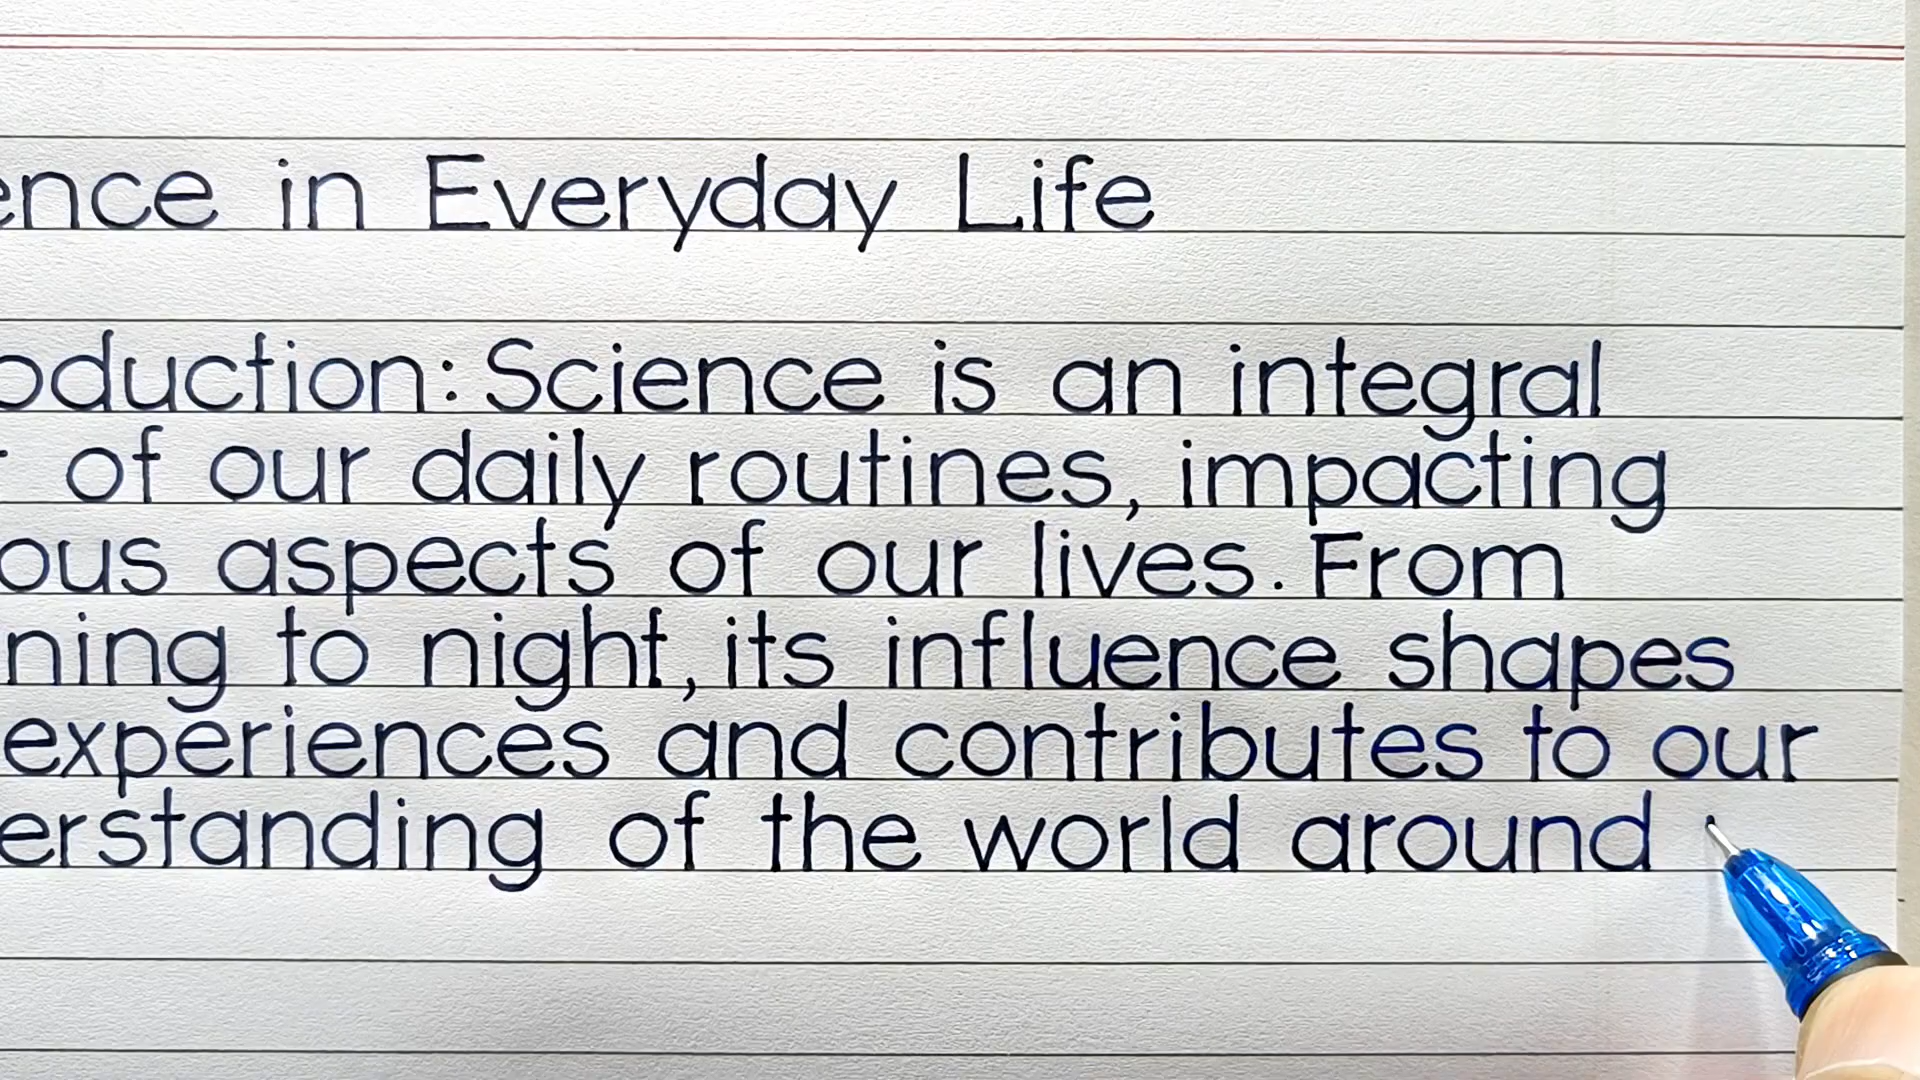 ence in Everyday Life
oduction: Science is an integral
of our daily routines, impacting
ous aspects of our lives. From
ning to night, its influence shapes
experiences and contributes to our
erstanding of the world around